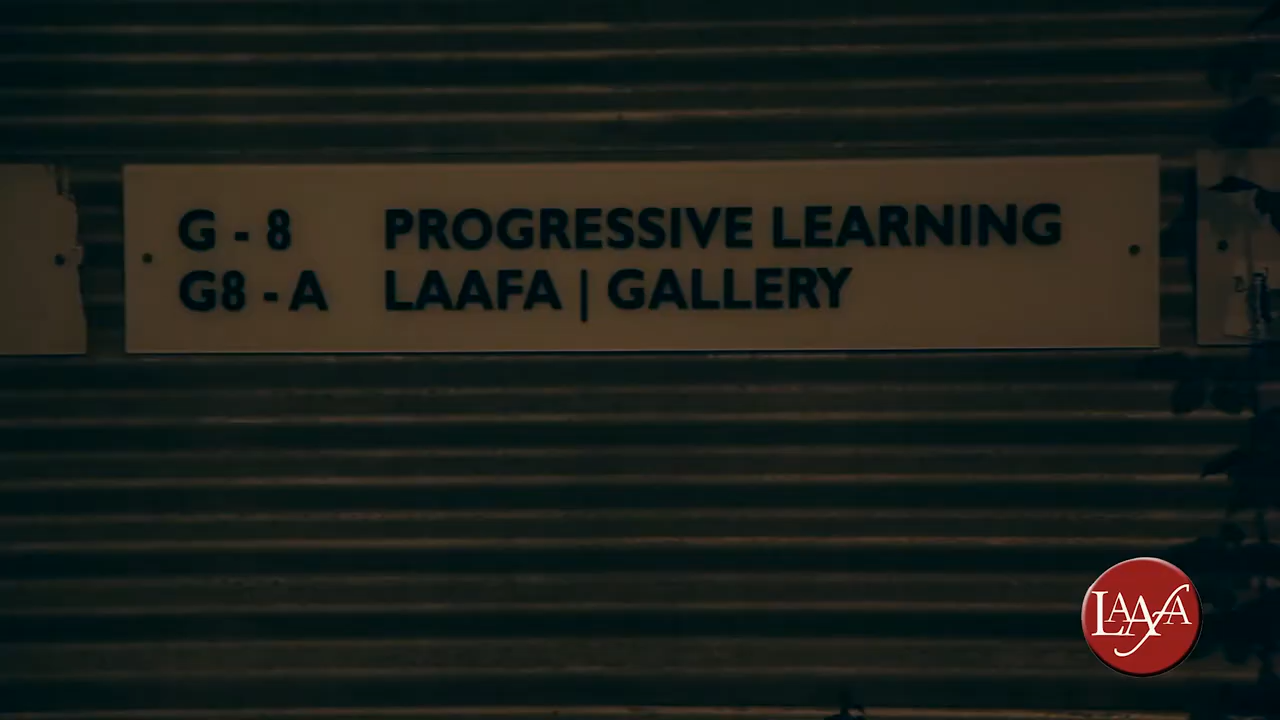 G - 8 PROGRESSIVE LEARNING
G8 - A LAAFA | GALLERY
LAAfA